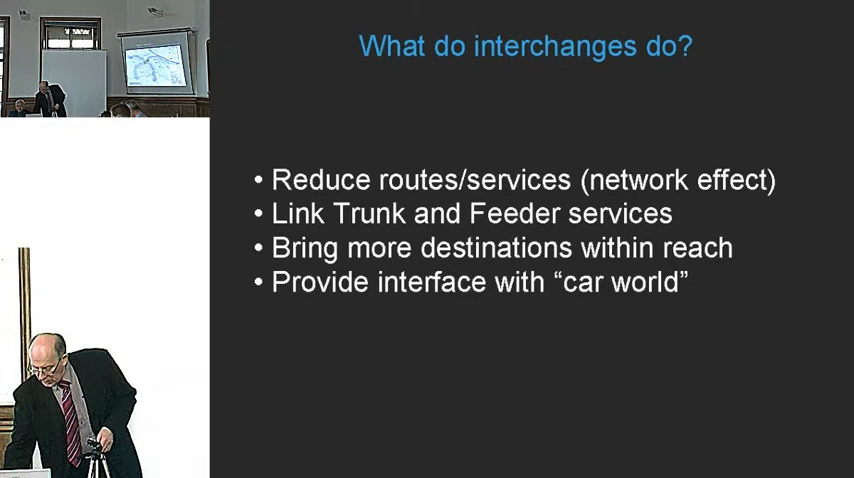 What do interchanges do?
• Reduce routes/services (network effect)
• Link Trunk and Feeder services
• Bring more destinations within reach
• Provide interface with “car world”